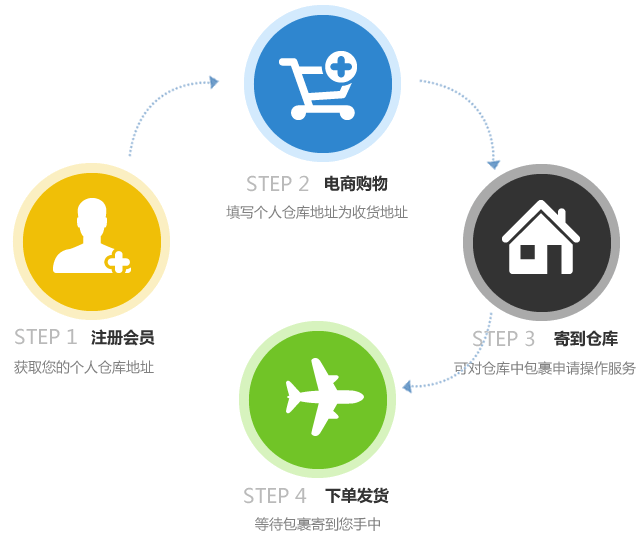 STEP 1 注册会员
获取您的个人仓库地址
STEP 2 电商购物
填写个人仓库地址为收货地址
STEP 3 寄到仓库
可对仓库中包裹申请操作服务
STEP 4 下单发货
等待包裹寄到您手中